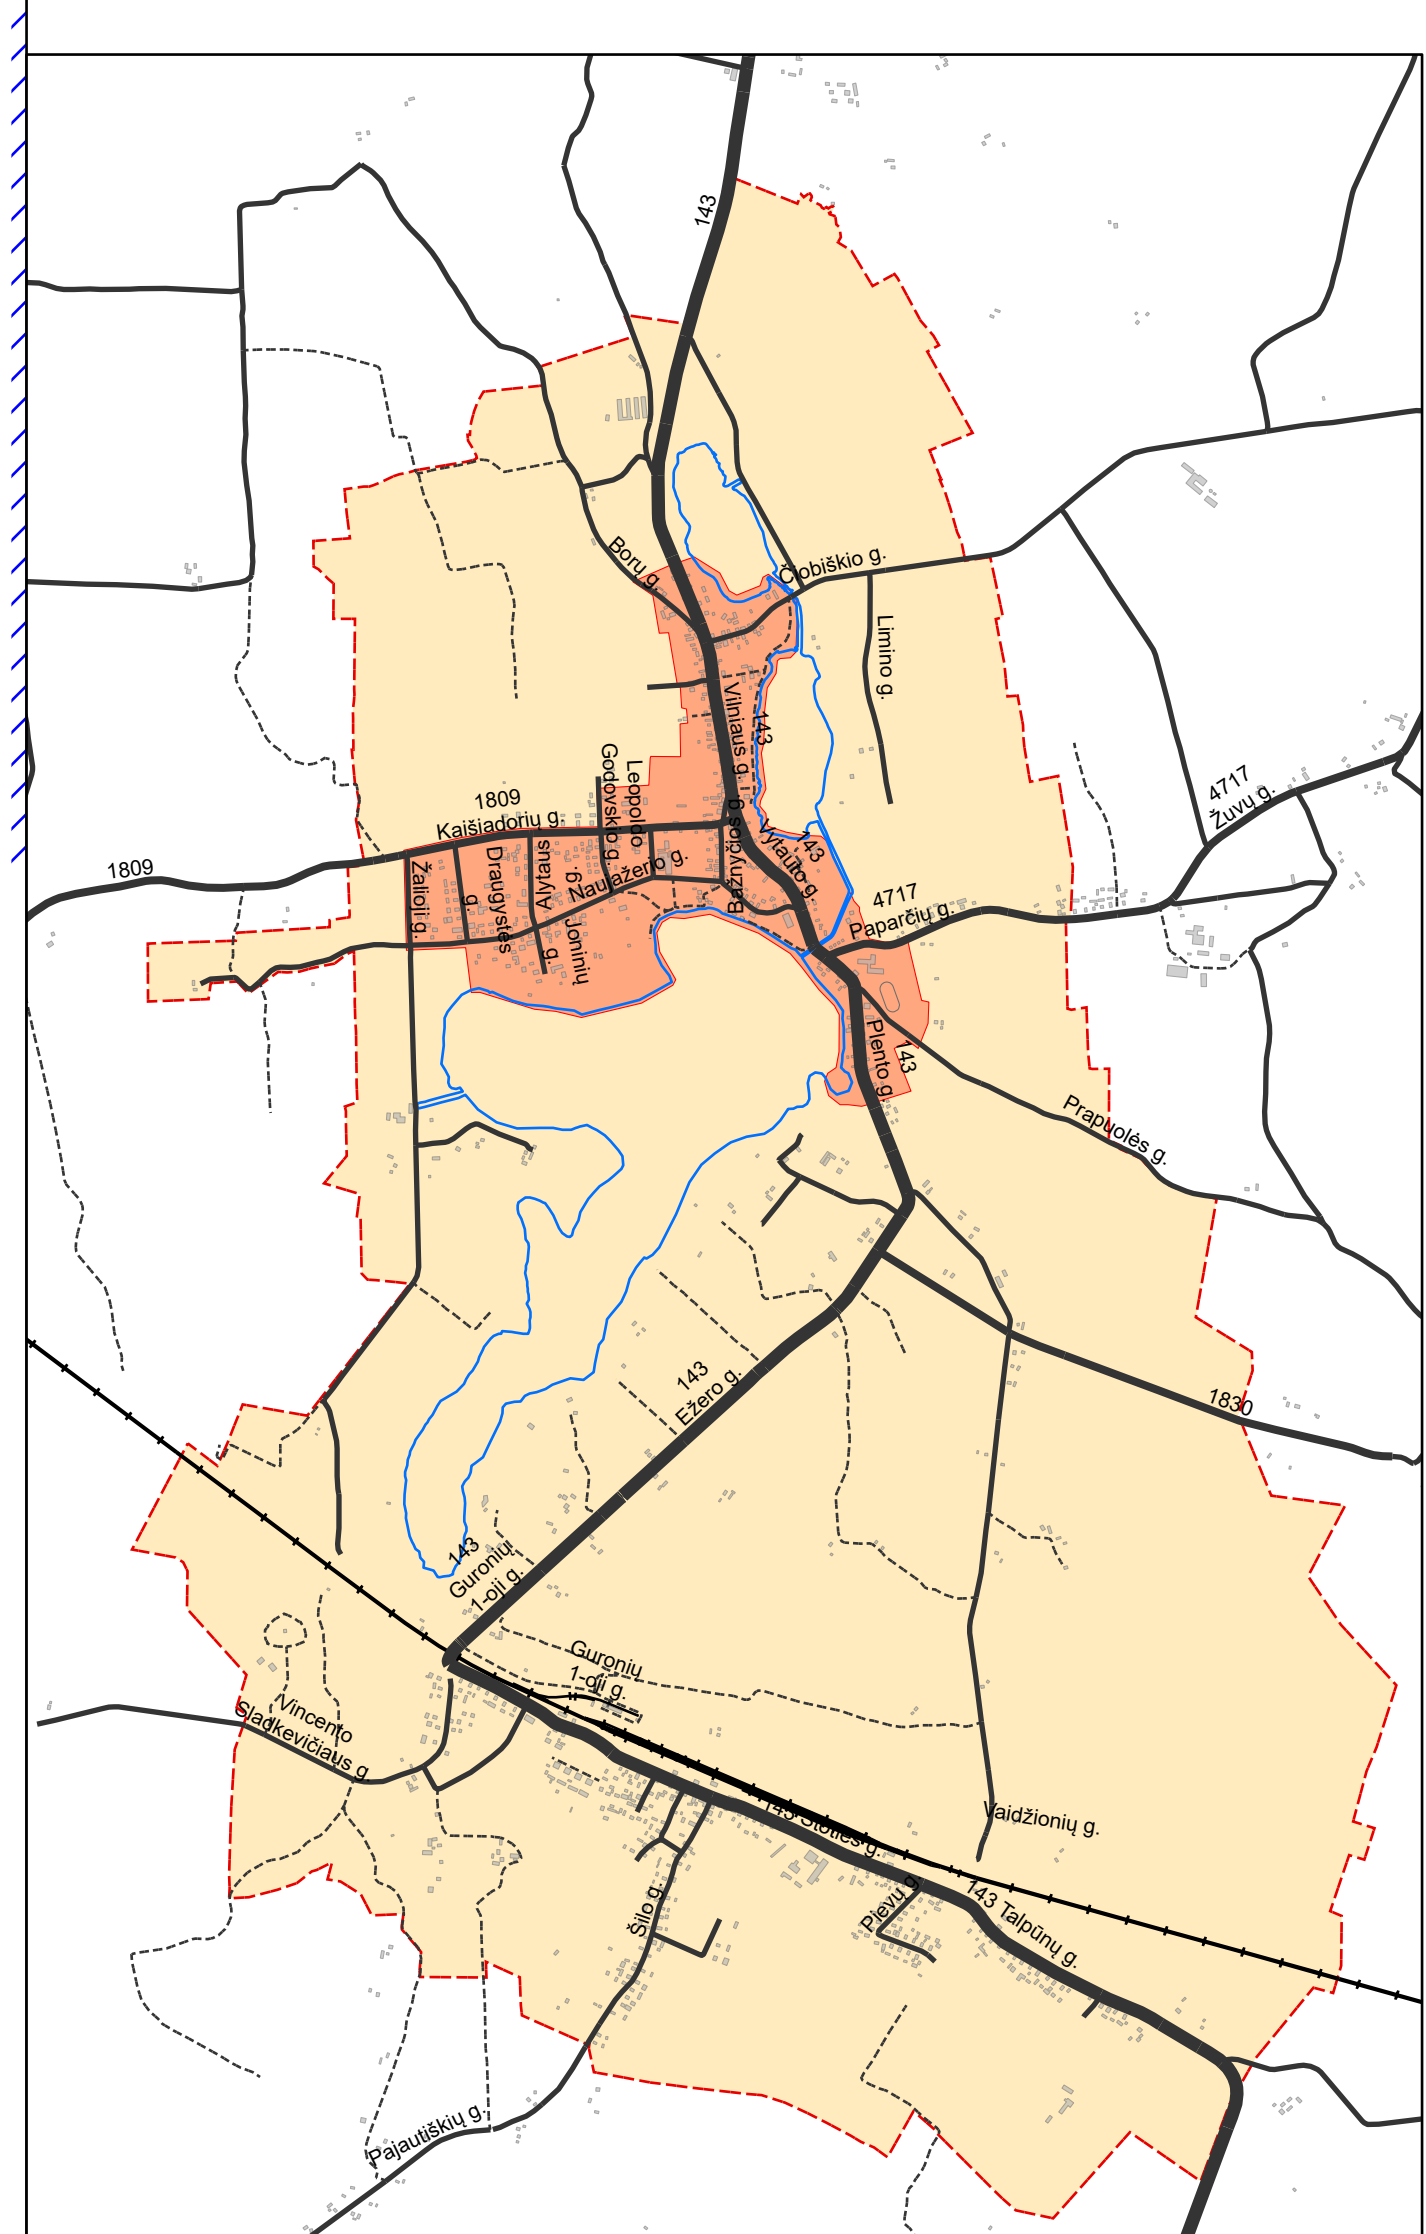 143
Borų g.
Čiobiškio g.
Limino g.
Vilniaus g.
143
4717
Žuvų g.
Leopoldo
Godovskio g.
1809
Kaišiadorių g.
1809
Žalioji g.
Draugystės
g.
Alytaus
g.
Naujažerio g.
Joninių
g.
Bažnyčios g.
Vytauto g.
143
4717
Paparčių g.
Plento g.
143
Prapuolės g.
143
Ežero g.
1830
143
Guronių
1-oji g.
Guronių
1-oji g.
Vincento
Sladkevičiaus g.
143 Stoties g.
Vaidžionių g.
Šilo g.
Pievų g.
143 Talpūnų g.
Pajautiškių g.